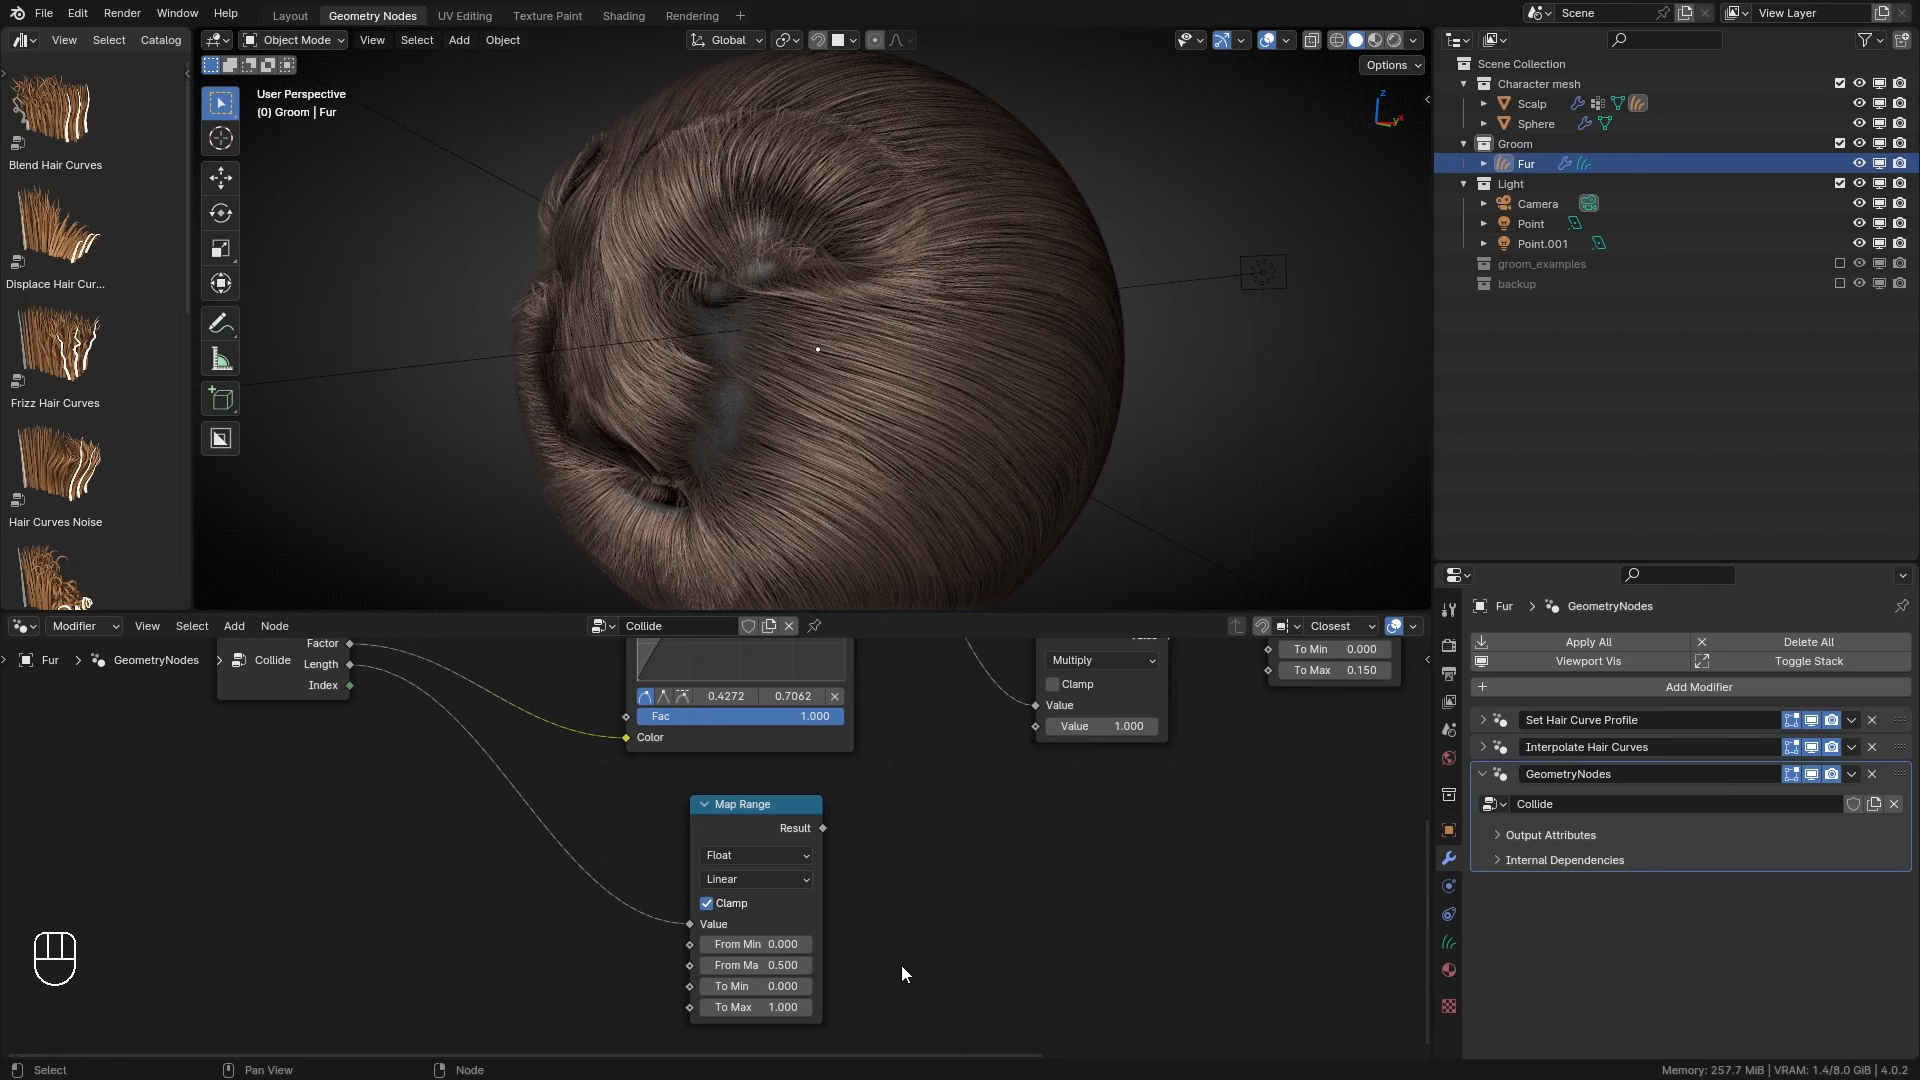 File Edit Render Window Help
Layout Geometry Nodes UV Editing Texture Paint Shading Rendering +
Scene
View Layer
View Select Catalog
Object Mode View Select Add Object
Global
Options
User Perspective
(0) Groom | Fur
Z
Y
Blend Hair Curves
Displace Hair Cur...
Frizz Hair Curves
Hair Curves Noise
Scene Collection
Character mesh
Scalp
Sphere
Groom
Fur
Light
Camera
Point
Point.001
groom_examples
backup
Modifier View Select Add Node
Collide
Closest
Fur > GeometryNodes > Collide
Factor
Length
Index
0.4272 0.7062
Fac 1.000
Color
Multiply
Clamp
Value
Value 1.000
To Min 0.000
To Max 0.150
Map Range
Result
Float
Linear
Clamp
Value
From Min 0.000
From Ma 0.500
To Min 0.000
To Max 1.000
Fur > GeometryNodes
Apply All Delete All
Viewport Vis Toggle Stack
Add Modifier
Set Hair Curve Profile
Interpolate Hair Curves
GeometryNodes
Collide
Output Attributes
Internal Dependencies
Select Pan View Node
Memory: 257.7 MiB | VRAM: 1.4/8.0 GiB | 4.0.2